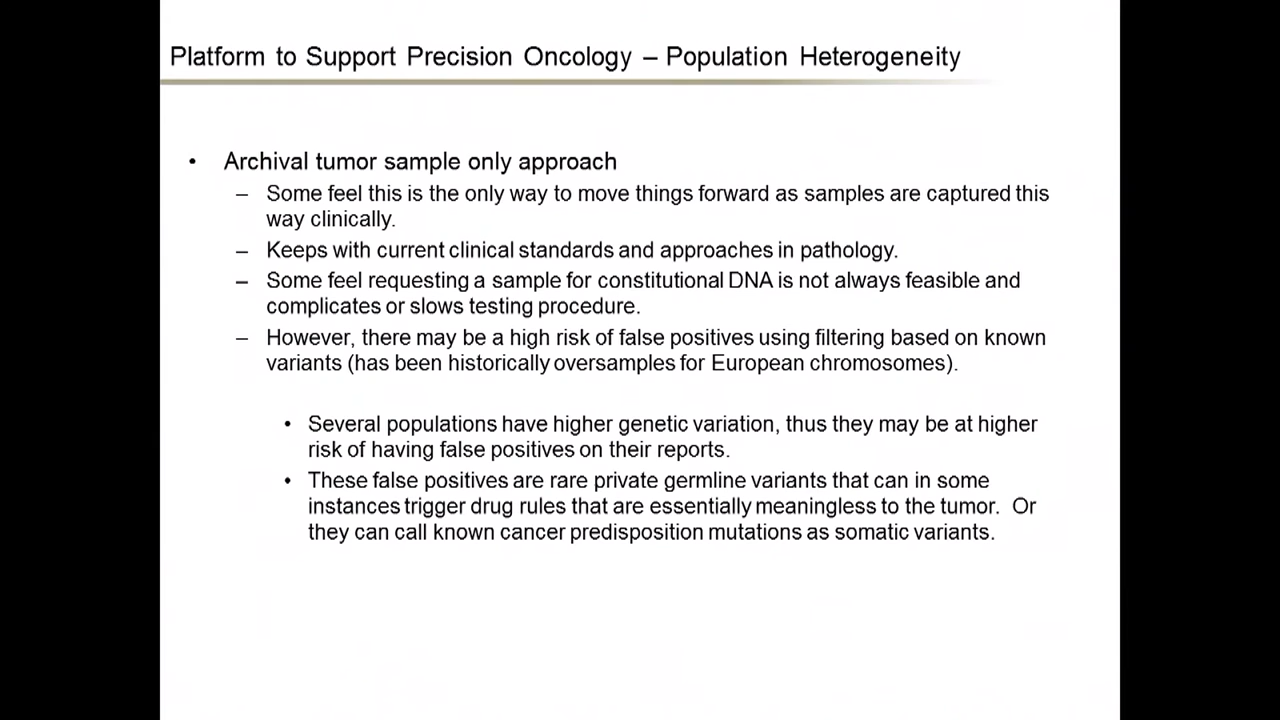 Platform to Support Precision Oncology – Population Heterogeneity
• Archival tumor sample only approach
– Some feel this is the only way to move things forward as samples are captured this
way clinically.
– Keeps with current clinical standards and approaches in pathology.
– Some feel requesting a sample for constitutional DNA is not always feasible and
complicates or slows testing procedure.
– However, there may be a high risk of false positives using filtering based on known
variants (has been historically oversamples for European chromosomes).
• Several populations have higher genetic variation, thus they may be at higher
risk of having false positives on their reports.
• These false positives are rare private germline variants that can in some
instances trigger drug rules that are essentially meaningless to the tumor.  Or
they can call known cancer predisposition mutations as somatic variants.